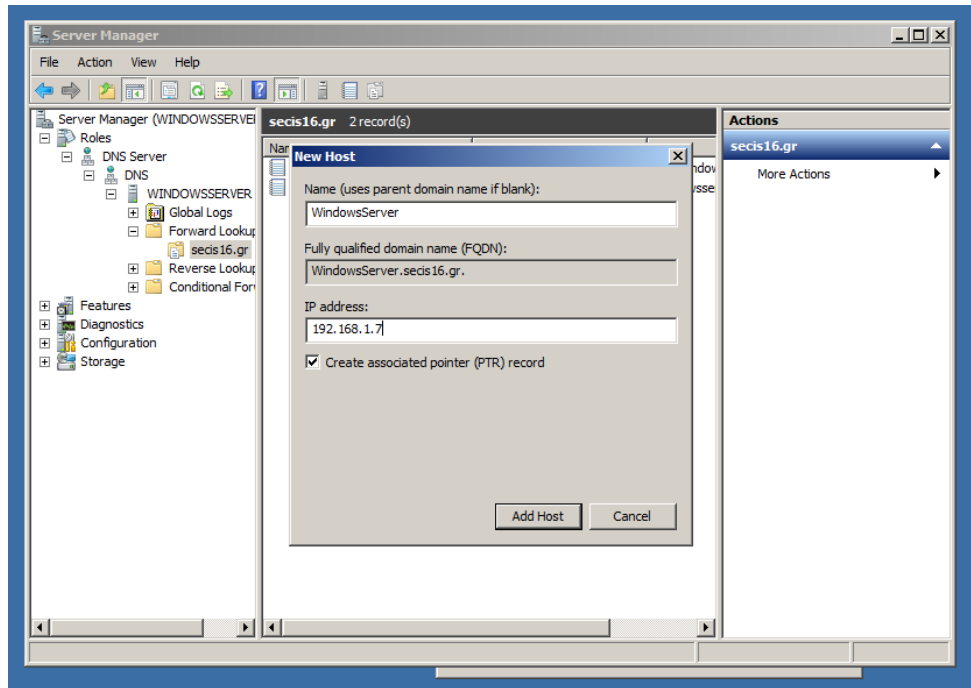 Server Manager
File Action View Help
Server Manager (WINDOWSSERVE
Roles
DNS Server
DNS
WINDOWSSERVER
Global Logs
Forward Lookup
secis16.gr
Reverse Lookup
Conditional For
Features
Diagnostics
Configuration
Storage
secis16.gr 2 record(s)
Nar
New Host
Name (uses parent domain name if blank):
WindowsServer
Fully qualified domain name (FQDN):
WindowsServer.secis16.gr.
IP address:
192.168.1.7
Create associated pointer (PTR) record
Add Host Cancel
Actions
secis16.gr
More Actions